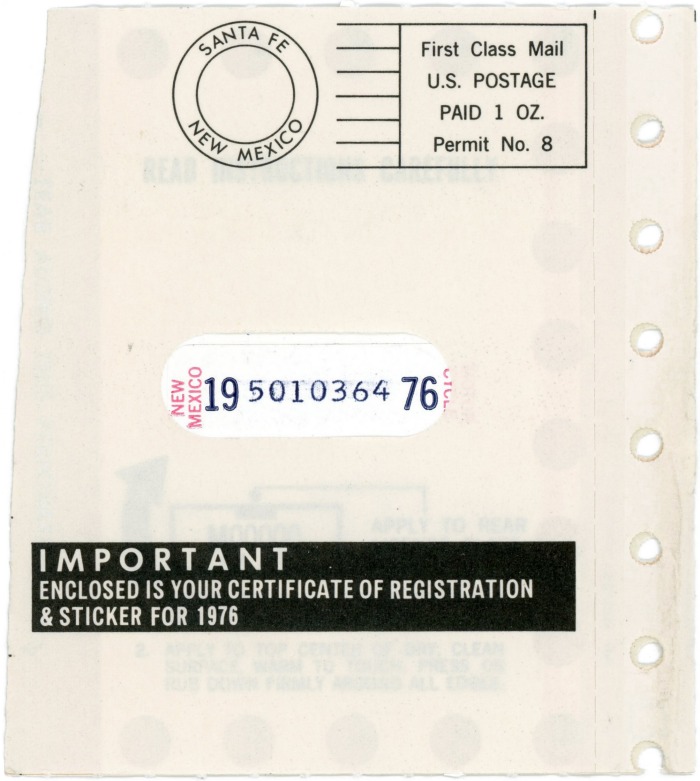 SANTA FE
NEW MEXICO
First Class Mail
U.S. POSTAGE
PAID 1 OZ.
Permit No. 8
READ INSTRUCTIONS CAREFULLY
NEW
MEXICO
19 5010364 76
APPLY TO REAR
IMPORTANT
ENCLOSED IS YOUR CERTIFICATE OF REGISTRATION
& STICKER FOR 1976
2. APPLY TO TOP CENTER OF DRY, CLEAN
SURFACE, WARM TO TOUCH. PRESS OR
RUB DOWN FIRMLY AROUND ALL EDGES.